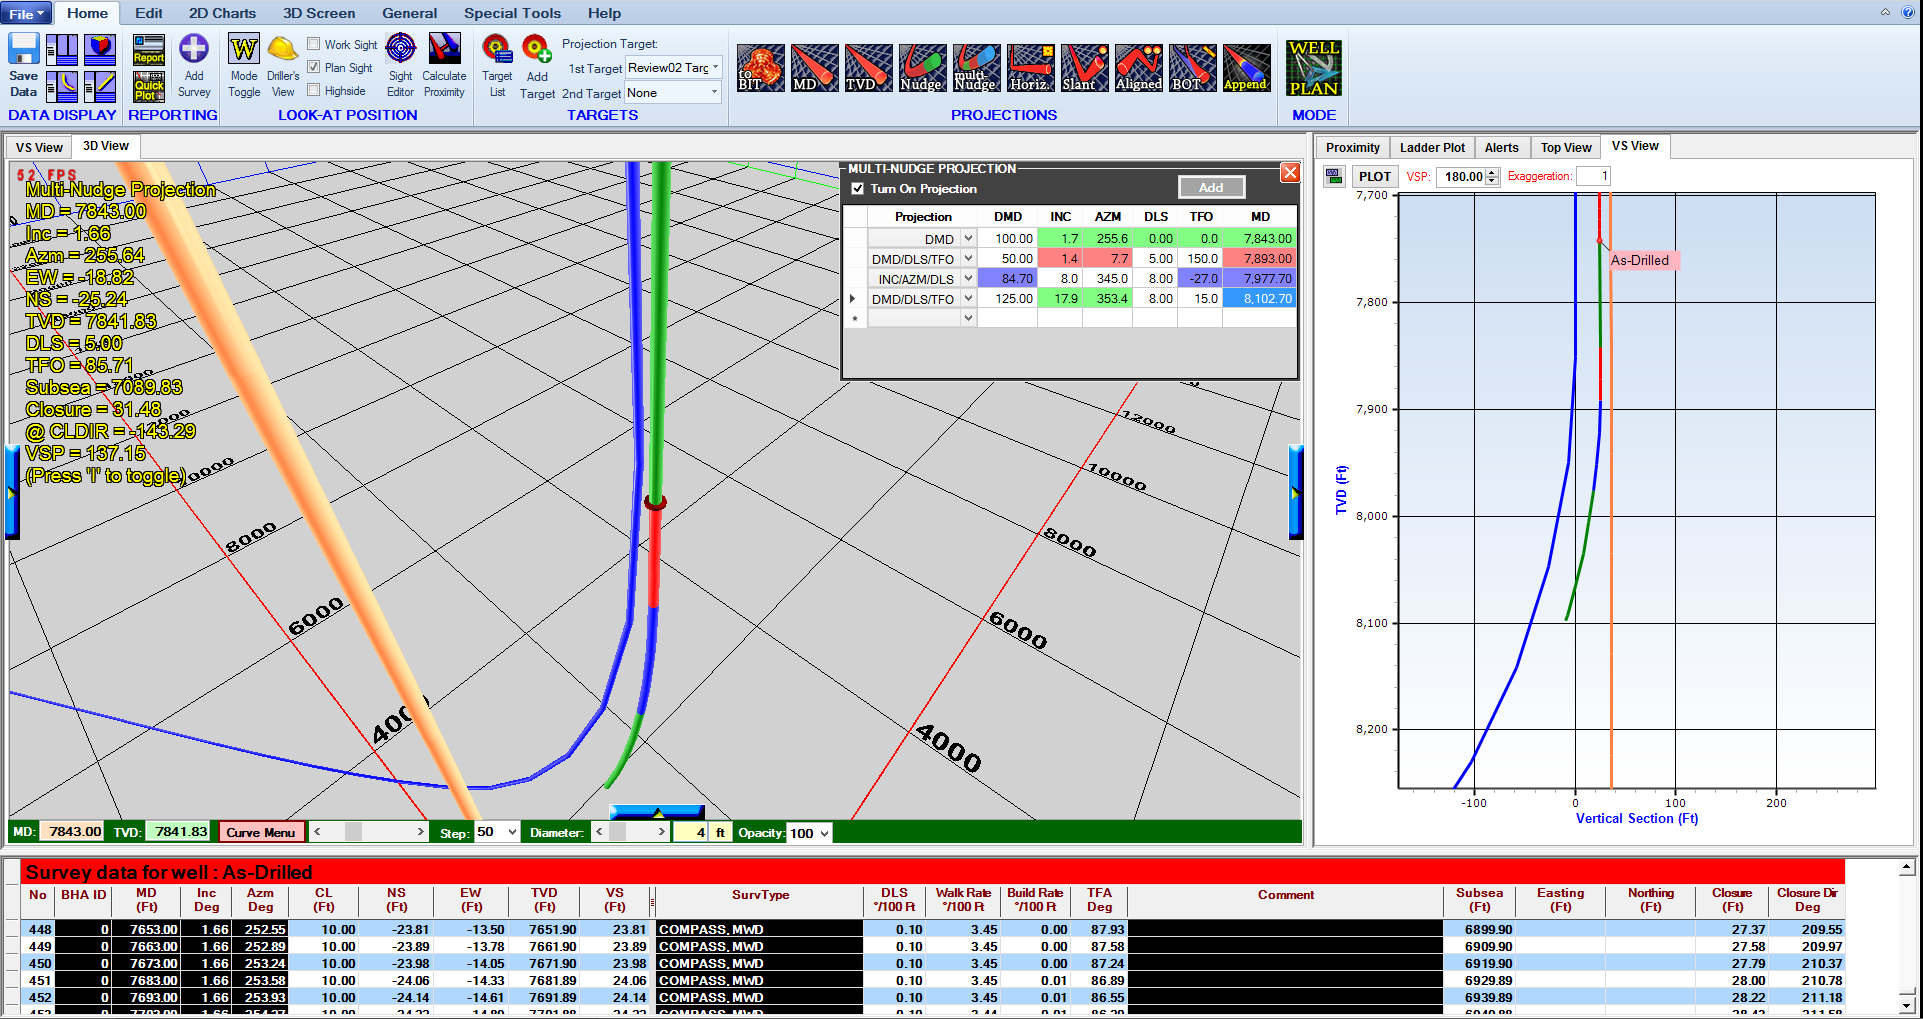 File Home Edit 2D Charts 3D Screen General Special Tools Help
Save Data
DATA DISPLAY
Report
Quick Plot
Add Survey
REPORTING
W
Mode Toggle
Driller's View
Work Sight
Plan Sight
Highside
Sight Editor
Calculate Proximity
LOOK-AT POSITION
Target List
Add Target
Projection Target:
1st Target Review02 Targ
2nd Target None
TARGETS
to BIT
MD
TVD
Nudge
multi-Nudge
Horiz.
Slant
Aligned
BOT
Append
PROJECTIONS
WELL PLAN
MODE
VS View 3D View
52 FPS
Multi-Nudge Projection
MD = 7843.00
Inc = 1.66
Azm = 255.64
EW = -18.82
NS = -25.24
TVD = 7841.83
DLS = 5.00
TFO = 85.71
Subsea = 7089.83
Closure = 31.48
@ CLDIR = -143.29
VSP = 137.15
(Press 'I' to toggle)
10000
8000
6000
4000
12000
10000
8000
6000
4000
MULTI-NUDGE PROJECTION
Turn On Projection Add
Projection DMD INC AZM DLS TFO MD
DMD 100.00 1.7 255.6 0.00 0.0 7,843.00
DMD/DLS/TFO 50.00 1.4 7.7 5.00 150.0 7,893.00
INC/AZM/DLS 84.70 8.0 345.0 8.00 -27.0 7,977.70
DMD/DLS/TFO 125.00 17.9 353.4 8.00 15.0 8,102.70
MD: 7843.00 TVD: 7841.83 Curve Menu Step: 50 Diameter: 4 ft Opacity: 100
Proximity Ladder Plot Alerts Top View VS View
PLOT VSP: 180.00 Exaggeration: 1
7,700
7,800
7,900
8,000
8,100
8,200
TVD (Ft)
As-Drilled
-100 0 100 200
Vertical Section (Ft)
Survey data for well : As-Drilled
No BHA ID MD (Ft) Inc Deg Azm Deg CL (Ft) NS (Ft) EW (Ft) TVD (Ft) VS (Ft) SurvType DLS °/100 Ft Walk Rate °/100 Ft Build Rate °/100 Ft TFA Deg Comment Subsea (Ft) Easting (Ft) Northing (Ft) Closure (Ft) Closure Dir Deg
448 0 7653.00 1.66 252.55 10.00 -23.81 -13.50 7651.90 23.81 COMPASS, MWD 0.10 3.45 0.00 87.93 6899.90 27.37 209.55
449 0 7663.00 1.66 252.89 10.00 -23.89 -13.78 7661.90 23.89 COMPASS, MWD 0.10 3.45 0.00 87.58 6909.90 27.58 209.97
450 0 7673.00 1.66 253.24 10.00 -23.98 -14.05 7671.90 23.98 COMPASS, MWD 0.10 3.45 0.00 87.24 6919.90 27.79 210.37
451 0 7683.00 1.66 253.58 10.00 -24.06 -14.33 7681.89 24.06 COMPASS, MWD 0.10 3.45 0.01 86.89 6929.89 28.00 210.78
452 0 7693.00 1.66 253.93 10.00 -24.14 -14.61 7691.89 24.14 COMPASS, MWD 0.10 3.45 0.01 86.55 6939.89 28.22 211.18